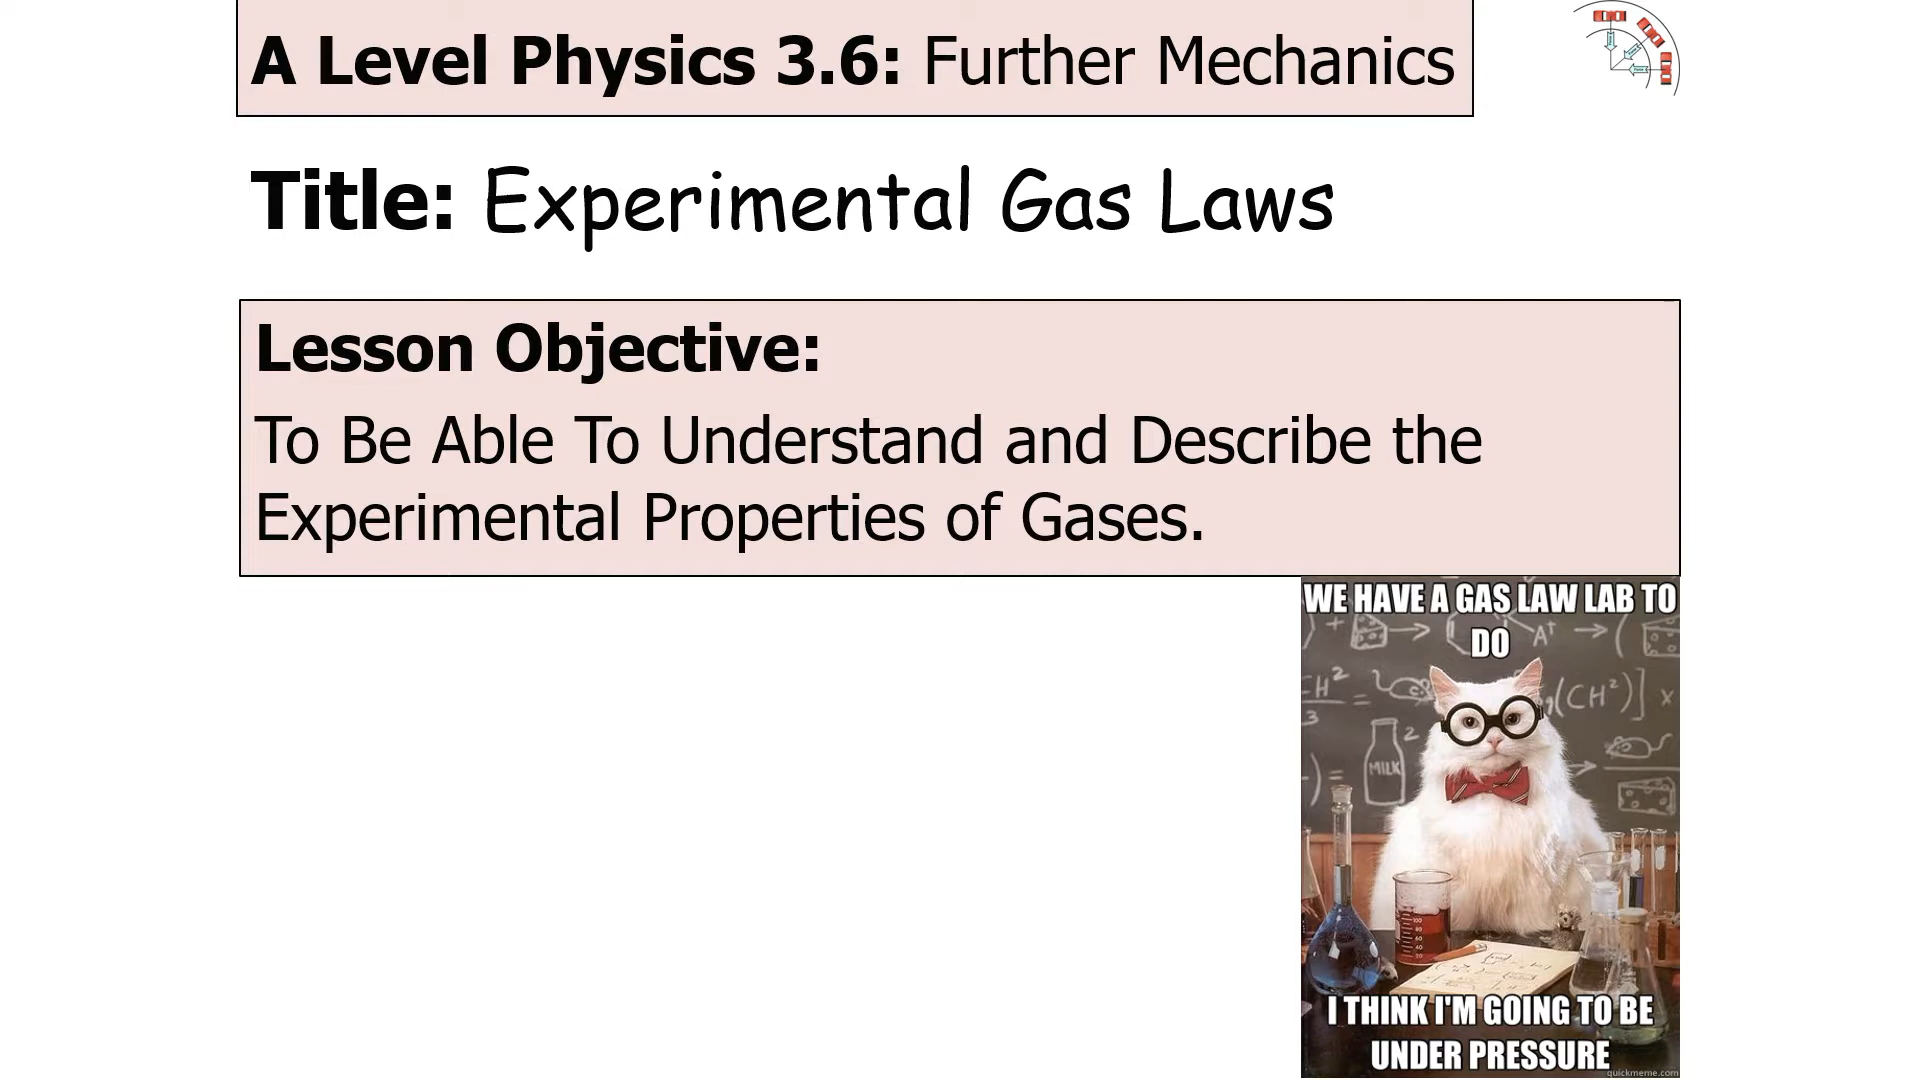 A Level Physics 3.6: Further Mechanics
Title: Experimental Gas Laws
Lesson Objective:
To Be Able To Understand and Describe the
Experimental Properties of Gases.
WE HAVE A GAS LAW LAB TO
DO
MILK
I THINK I'M GOING TO BE
UNDER PRESSURE
quickmeme.com